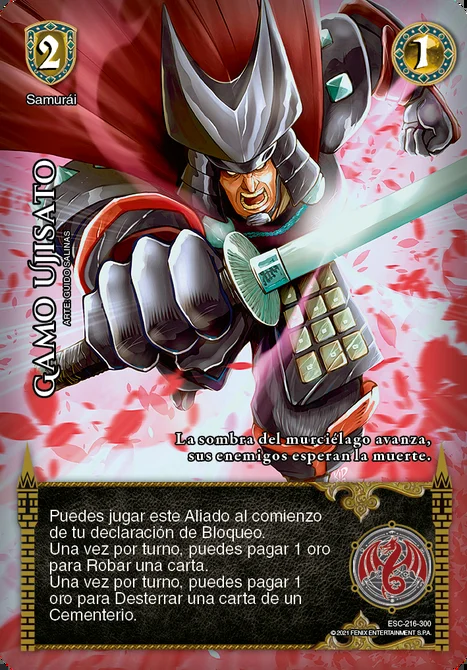 2
1
Samurái
GAMO UJISATO
ARTE: GUIDO SALINAS
La sombra del murciélago avanza,
sus enemigos esperan la muerte.
Puedes jugar este Aliado al comienzo
de tu declaración de Bloqueo.
Una vez por turno, puedes pagar 1 oro
para Robar una carta.
Una vez por turno, puedes pagar 1
oro para Desterrar una carta de un
Cementerio.
ESC-216-300
©2021 FENIX ENTERTAINMENT S.P.A.